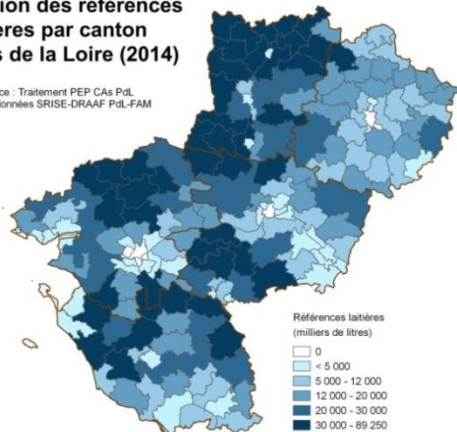 ion des références
ères par canton
s de la Loire (2014)
ce : Traitement PEP CAs PdL
données SRISE-DRAAF PdL-FAM
Références laitières
(milliers de litres)
0
< 5 000
5 000 - 12 000
12 000 - 20 000
20 000 - 30 000
30 000 - 89 250